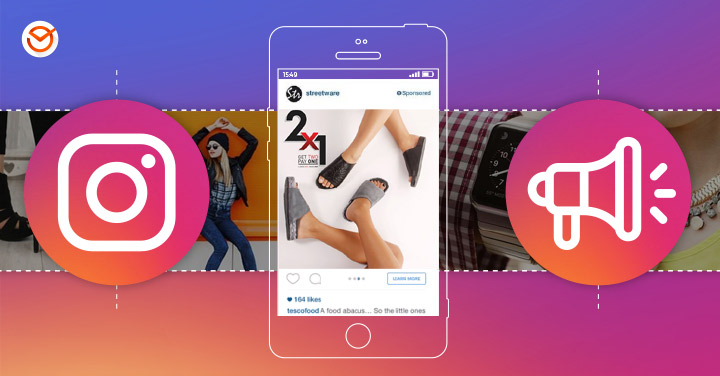 15:49
Str
streetware
Sponsored
2x1
GET TWO
PAY ONE
LEARN MORE
164 likes
tescofood A food abacus... So the little ones